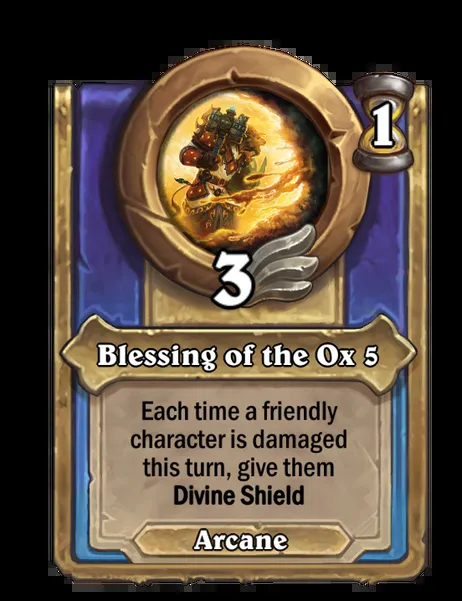 1
3
Blessing of the Ox 5
Each time a friendly
character is damaged
this turn, give them
Divine Shield
Arcane